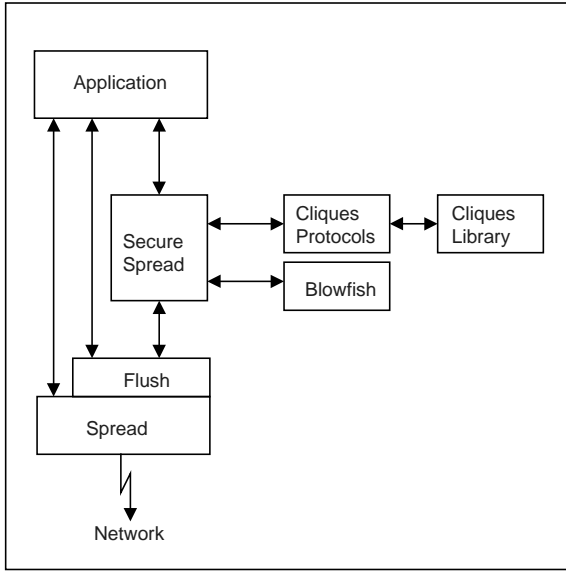 Application
Secure
Spread
Cliques
Protocols
Cliques
Library
Blowfish
Flush
Spread
Network